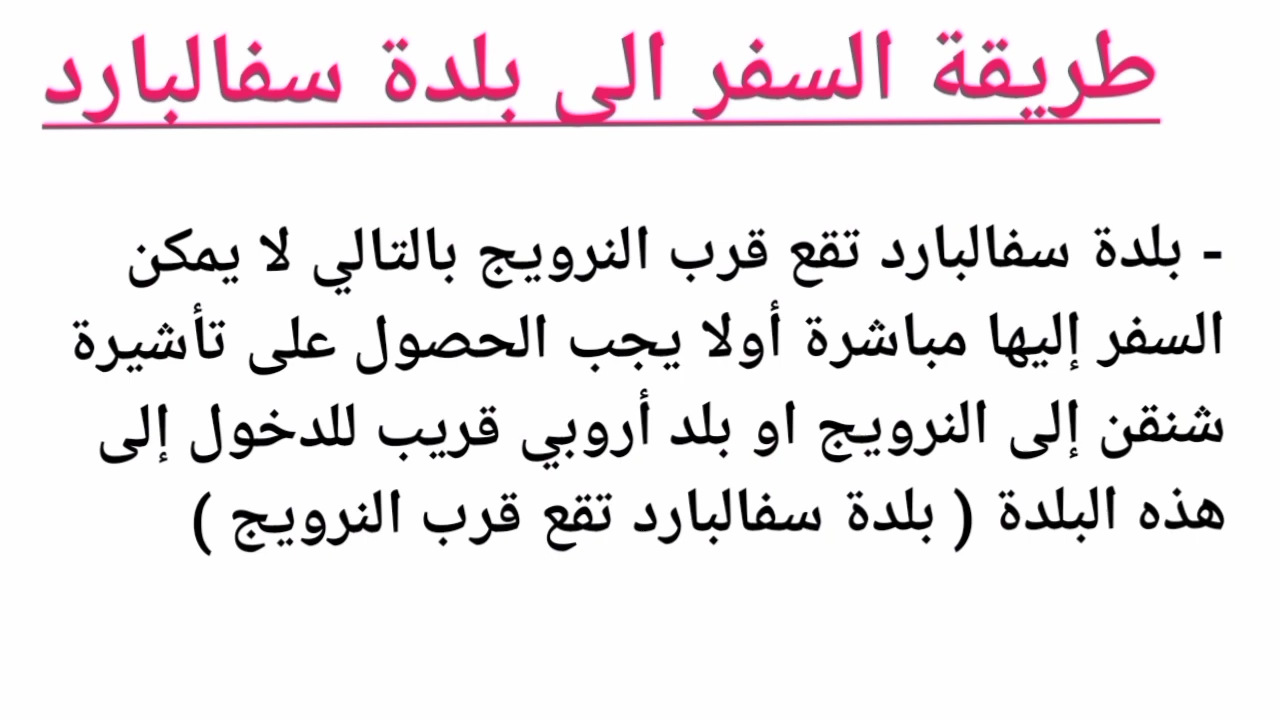 طريقة السفر الى بلدة سفالبارد
- بلدة سفالبارد تقع قرب النرويج بالتالي لا يمكن
السفر إليها مباشرة أولا يجب الحصول على تأشيرة
شنقن إلى النرويج او بلد أروبي قريب للدخول إلى
هذه البلدة ( بلدة سفالبارد تقع قرب النرويج )